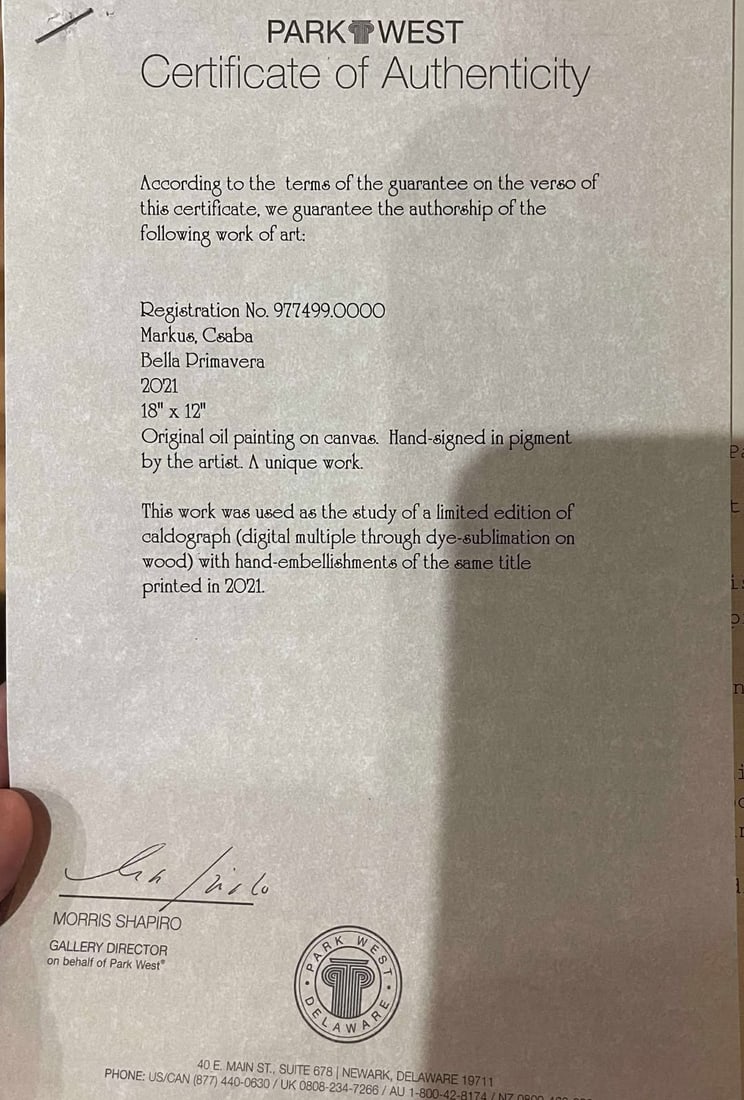 PARK WEST
Certificate of Authenticity
According to the terms of the guarantee on the verso of
this certificate, we guarantee the authorship of the
following work of art:
Registration No. 977499.0000
Markus, Csaba
Bella Primavera
2021
18" x 12"
Original oil painting on canvas. Hand-signed in pigment
by the artist. A unique work.
This work was used as the study of a limited edition of
caldograph (digital multiple through dye-sublimation on
wood) with hand-embellishments of the same title
printed in 2021.
MORRIS SHAPIRO
GALLERY DIRECTOR
on behalf of Park West®
PARK WEST
DELAWARE
40 E. MAIN ST., SUITE 678 | NEWARK, DELAWARE 19711
PHONE: US/CAN (877) 440-0630 / UK 0808-234-7266 / AU 1-800-42-8174 / NZ 0800